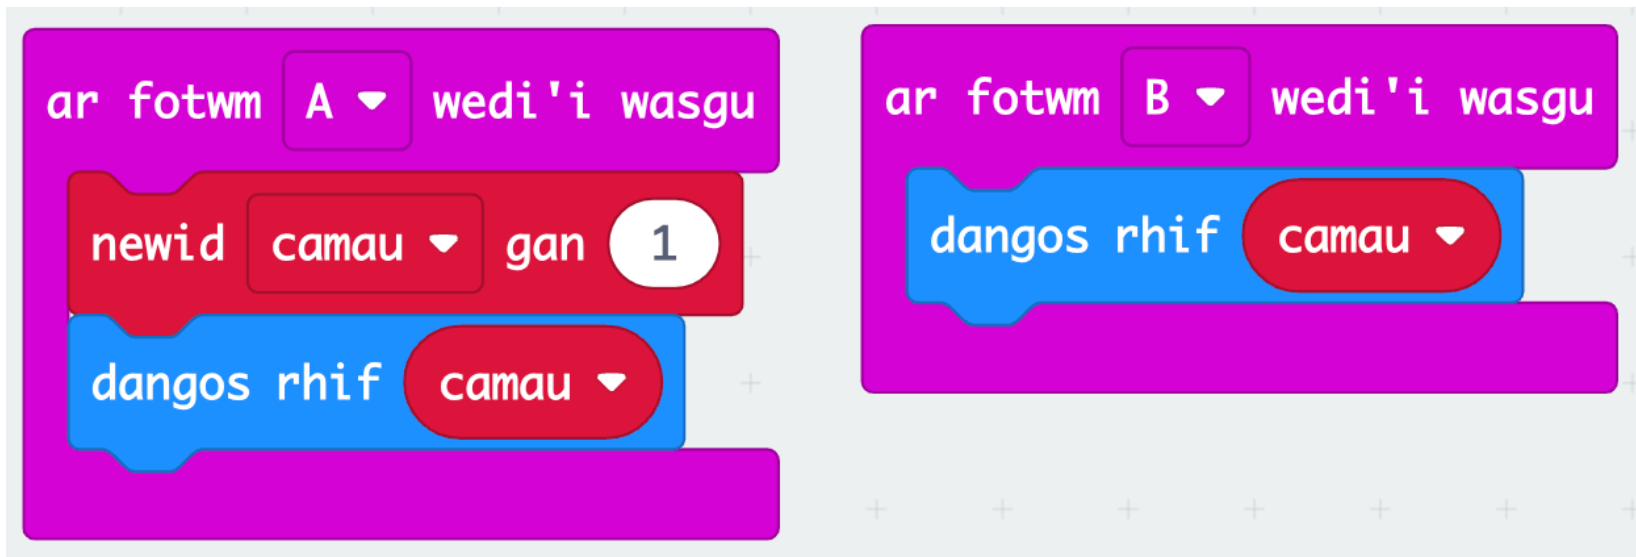 ar fotwm A wedi'i wasgu
newid camau gan 1
dangos rhif camau
ar fotwm B wedi'i wasgu
dangos rhif camau